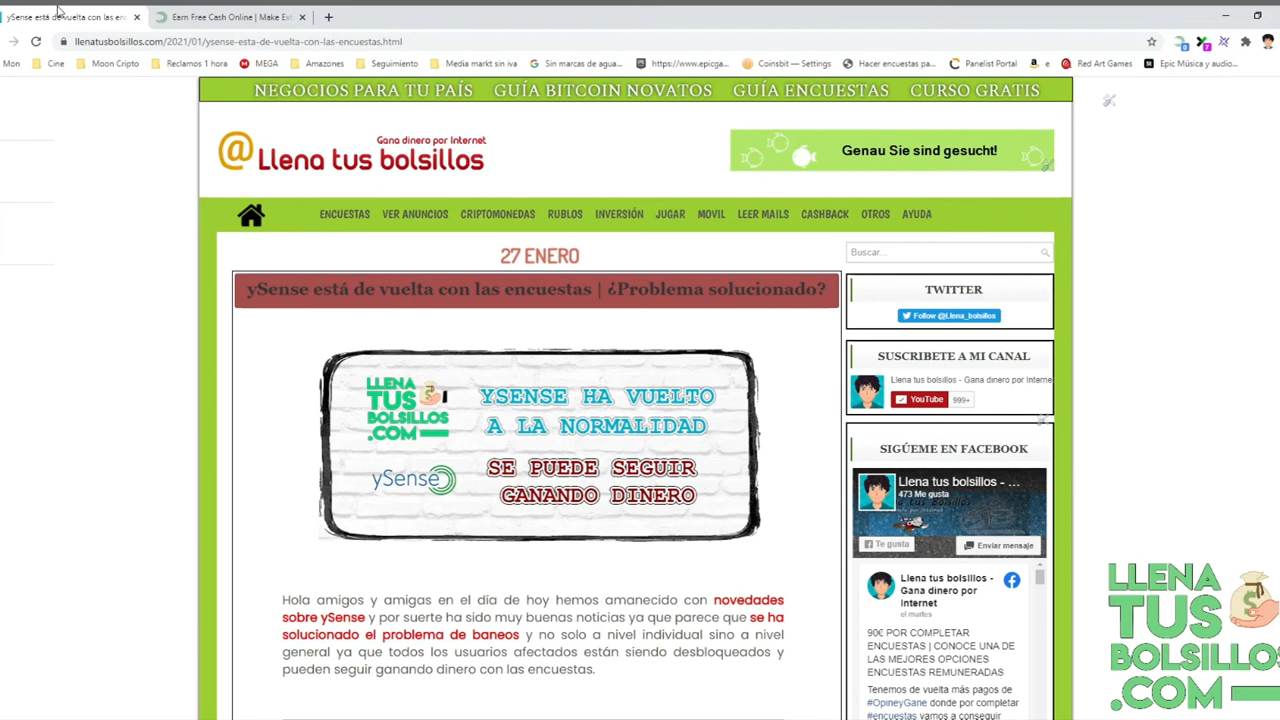 ySense está de vuelta con las en
Earn Free Cash Online | Make Ex
llenatusbolsillos.com/2021/01/ysense-esta-de-vuelta-con-las-encuestas.html
Mon
Cine
Moon Cripto
Reclamos 1 hora
MEGA
Amazones
Seguimiento
Media markt sin iva
Sin marcas de agua...
https://www.epicga...
Coinsbit — Settings
Hacer encuestas pa...
Panelist Portal
e
Red Art Games
Epic Música y audio...
NEGOCIOS PARA TU PAÍS GUÍA BITCOIN NOVATOS GUÍA ENCUESTAS CURSO GRATIS
Gana dinero por Internet
@Llena tus bolsillos
Genau Sie sind gesucht!
ENCUESTAS VER ANUNCIOS CRIPTOMONEDAS RUBLOS INVERSIÓN JUGAR MOVIL LEER MAILS CASHBACK OTROS AYUDA
27 ENERO
ySense está de vuelta con las encuestas | ¿Problema solucionado?
LLENA
TUS
BOLSILLOS
.COM
ySense
YSENSE HA VUELTO
A LA NORMALIDAD
SE PUEDE SEGUIR
GANANDO DINERO
Hola amigos y amigas en el día de hoy hemos amanecido con novedades
sobre ySense y por suerte ha sido muy buenas noticias ya que parece que se ha
solucionado el problema de baneos y no solo a nivel individual sino a nivel
general ya que todos los usuarios afectados están siendo desbloqueados y
pueden seguir ganando dinero con las encuestas.
Buscar...
TWITTER
Follow @Llena_bolsillos
SUSCRIBETE A MI CANAL
Llena tus bolsillos - Gana dinero por Interne
YouTube 999+
SIGÚEME EN FACEBOOK
Llena tus bolsillos - ...
473 Me gusta
Te gusta
Enviar mensaje
Llena tus bolsillos -
Gana dinero por
Internet
el martes
90€ POR COMPLETAR
ENCUESTAS | CONOCE UNA DE
LAS MEJORES OPCIONES
ENCUESTAS REMUNERADAS
Tenemos de vuelta más pagos de
#OpineyGane donde por completar
#encuestas vamos a conseguir
LLENA
TUS
BOLSILLOS
.COM